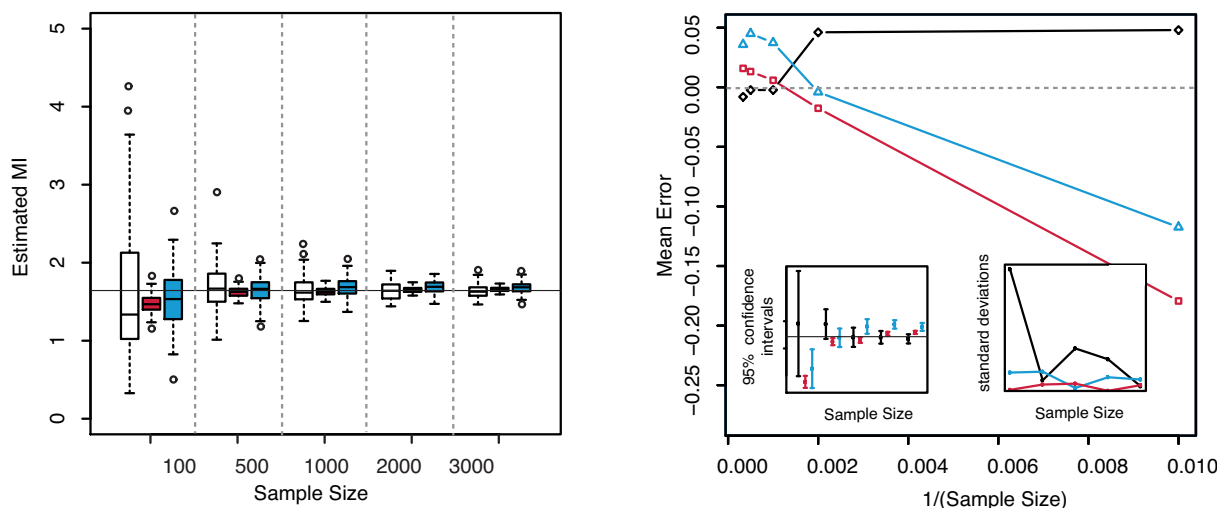 5
4
3
2
1
0
Estimated MI
100 500 1000 2000 3000
Sample Size
0.05
0.00
−0.05
−0.10
−0.15
−0.20
−0.25
Mean Error
95% confidence
intervals
Sample Size
standard deviations
Sample Size
0.000 0.002 0.004 0.006 0.008 0.010
1/(Sample Size)